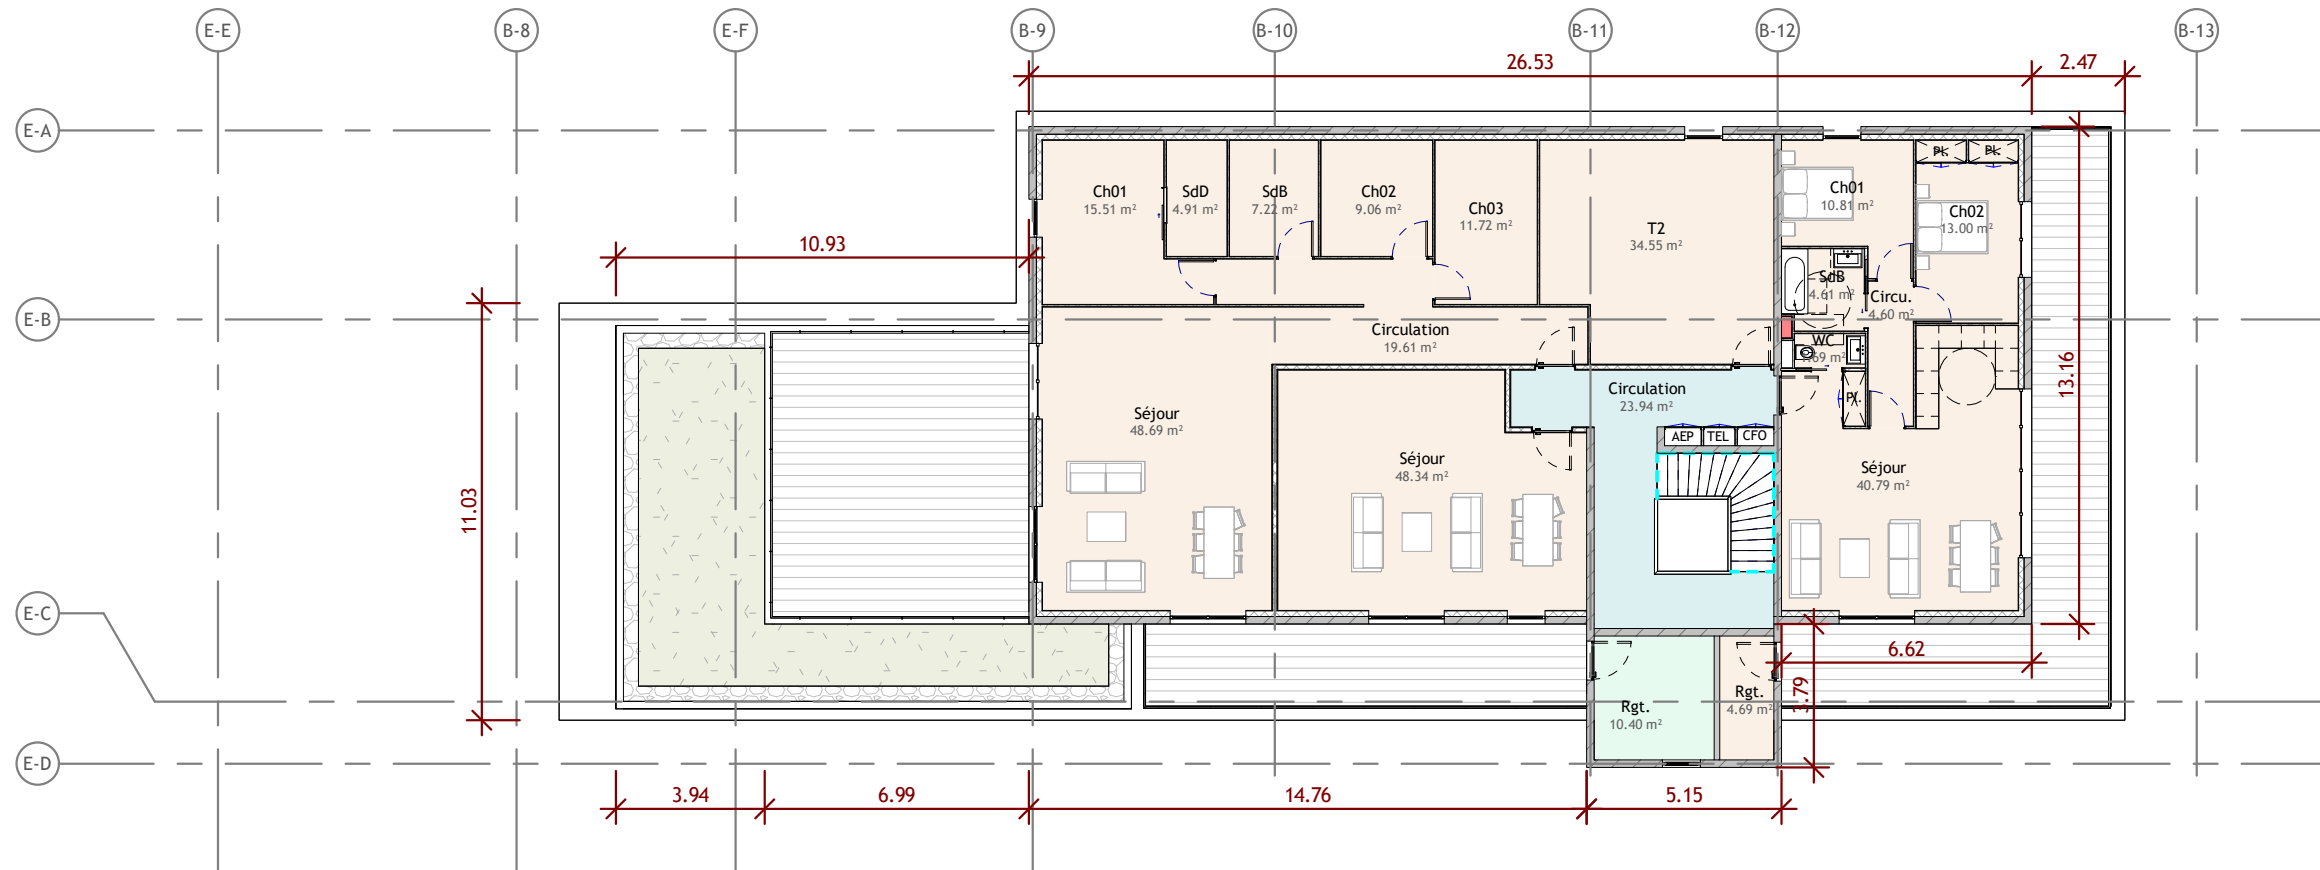 E-E
B-8
E-F
B-9
B-10
B-11
B-12
B-13
26.53
2.47
E-A
Ch01
15.51 m²
SdD
4.91 m²
SdB
7.22 m²
Ch02
9.06 m²
Ch03
11.72 m²
T2
34.55 m²
Ch01
10.81 m²
Pl.
Pl.
Ch02
13.00 m²
10.93
SdB
4.61 m²
Circu.
4.60 m²
E-B
Circulation
19.61 m²
WC
13.16
Circulation
23.94 m²
Pl.
Séjour
48.69 m²
AEP
TEL
CFO
Séjour
48.34 m²
Séjour
40.79 m²
11.03
E-C
6.62
3.79
Rgt.
10.40 m²
Rgt.
4.69 m²
E-D
3.94
6.99
14.76
5.15